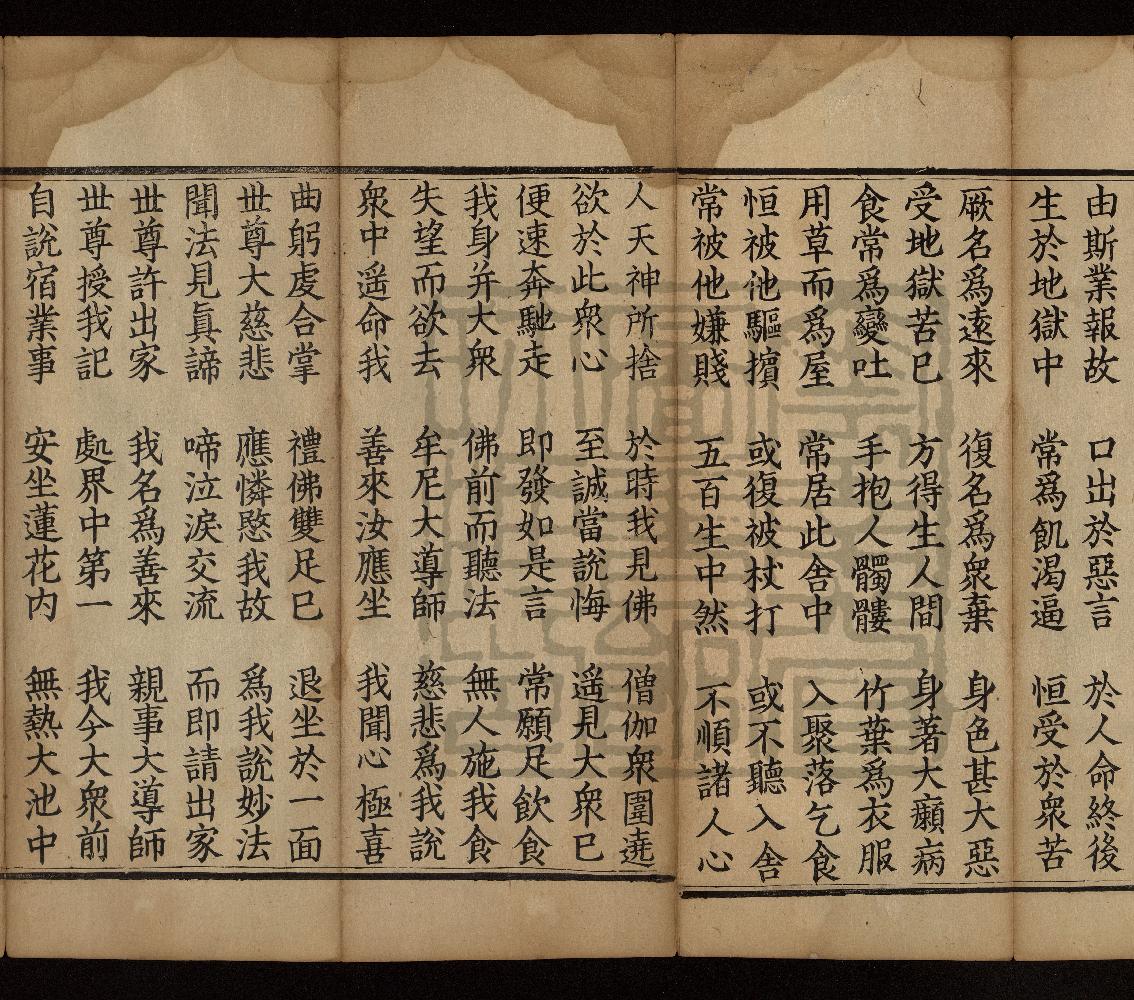 由斯業報故　口出於惡言　於人命終後
生於地獄中　常爲飢渴逼　恒受於衆苦
厥名爲遠來　復名爲衆棄　身色甚大惡
受地獄苦巳　方得生人間　身著大癩病
食常爲變吐　手抱人髑髏　竹葉爲衣服
用草而爲屋　常居此舍中　入聚落乞食
恒被他驅擯　或復被杖打　或不聽入舍
常被他嫌賤　五百生中然　不順諸人心
人天神所捨　於時我見佛　僧伽衆圍遶
欲於此衆心　至誠當說悔　遥見大衆巳
便速奔馳走　即發如是言　常願足飲食
我身并大衆　佛前而聽法　無人施我食
失望而欲去　牟尼大導師　慈悲爲我說
衆中遥命我　善來汝應坐　我聞心極喜
曲躬虔合掌　禮佛雙足巳　退坐於一面
世尊大慈悲　應憐愍我故　爲我說妙法
聞法見真諦　啼泣淚交流　而即請出家
世尊許出家　我名爲善來　親事大導師
世尊授我記　處界中第一　我今大衆前
自說宿業事　安坐蓮花内　無熱大池中